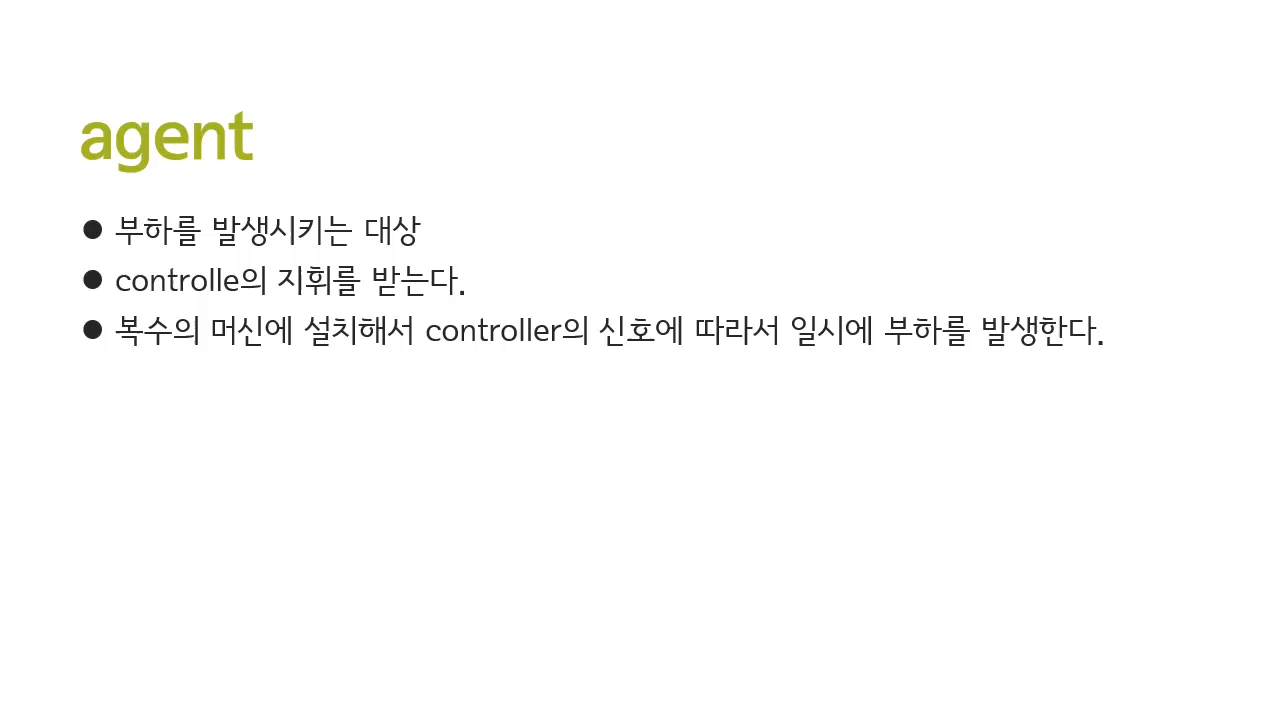 agent
● 부하를 발생시키는 대상
● controlle의 지휘를 받는다.
● 복수의 머신에 설치해서 controller의 신호에 따라서 일시에 부하를 발생한다.